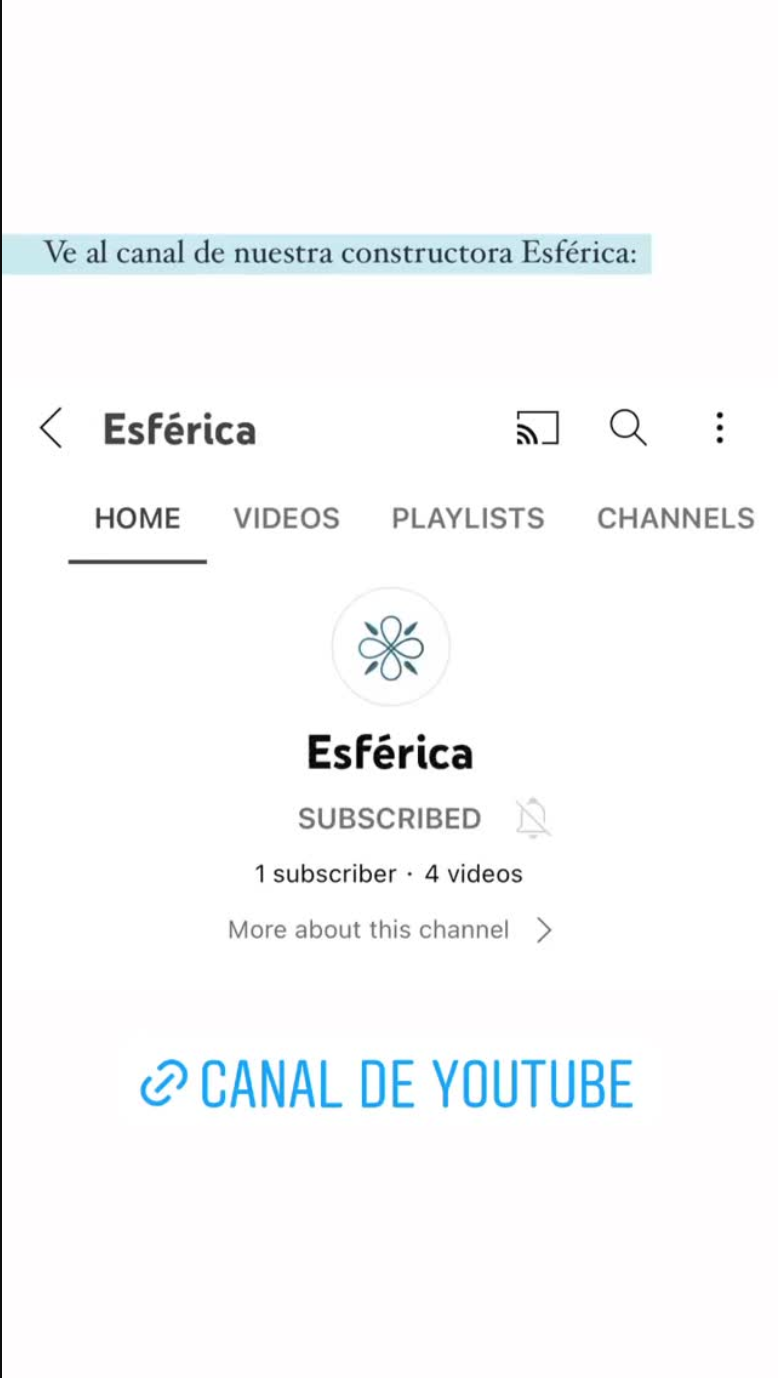 Ve al canal de nuestra constructora Esférica:
Esférica
HOME VIDEOS PLAYLISTS CHANNELS
Esférica
SUBSCRIBED
1 subscriber · 4 videos
More about this channel
CANAL DE YOUTUBE